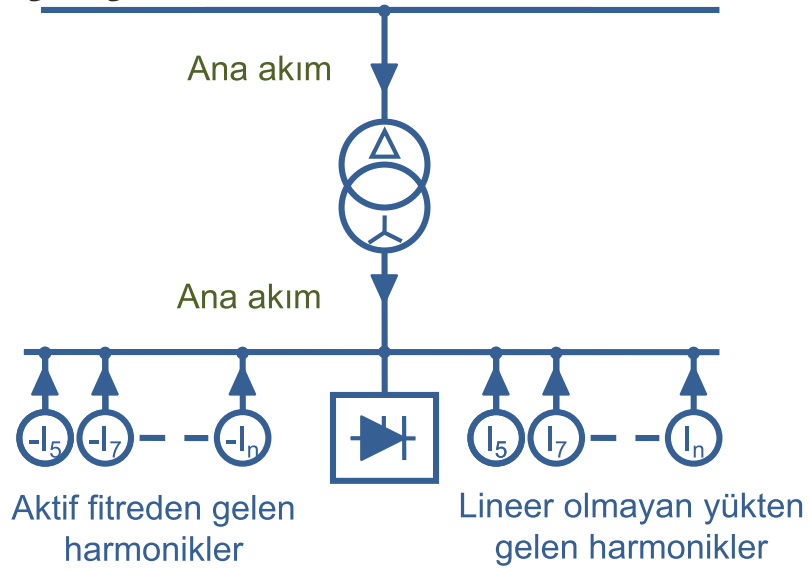 Ana akım
Ana akım
-I5 -I7 -In I5 I7 In
Aktif fitreden gelen
harmonikler
Lineer olmayan yükten
gelen harmonikler